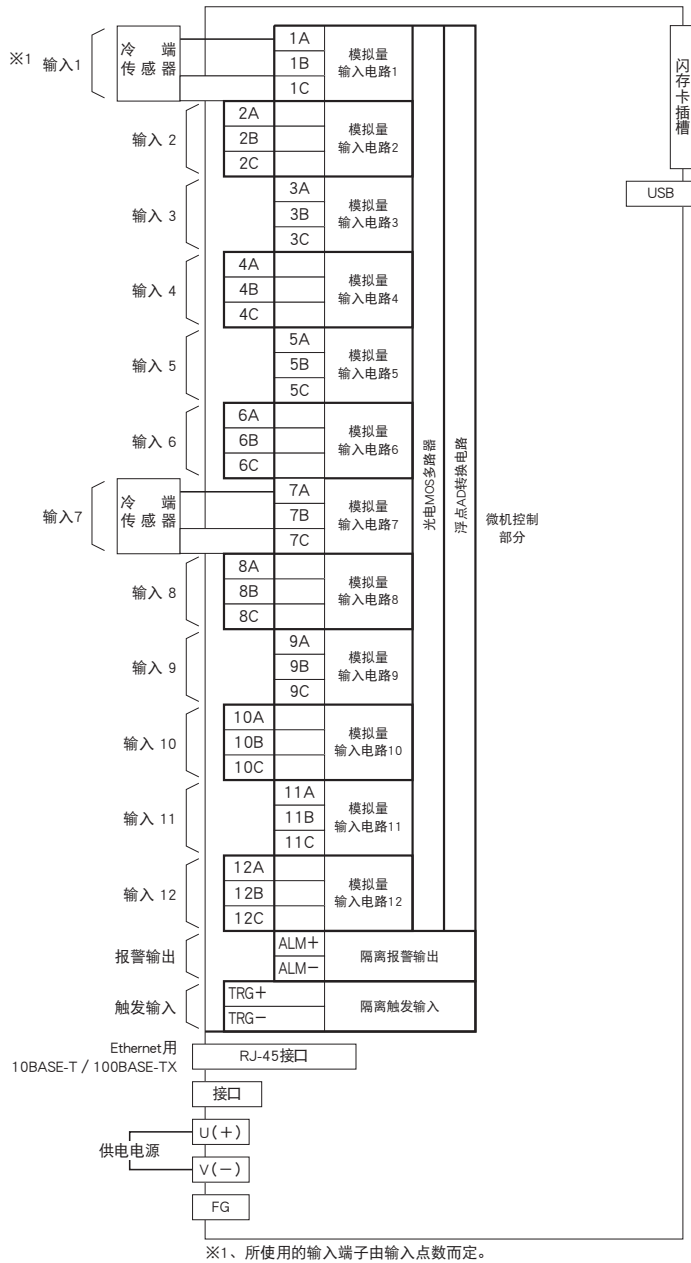 ※1 输入1
冷 端
传 感 器
1A
1B
1C
模拟量
输入电路1
输入 2
2A
2B
2C
模拟量
输入电路2
输入 3
3A
3B
3C
模拟量
输入电路3
输入 4
4A
4B
4C
模拟量
输入电路4
输入 5
5A
5B
5C
模拟量
输入电路5
输入 6
6A
6B
6C
模拟量
输入电路6
输入7
冷 端
传 感 器
7A
7B
7C
模拟量
输入电路7
输入 8
8A
8B
8C
模拟量
输入电路8
输入 9
9A
9B
9C
模拟量
输入电路9
输入 10
10A
10B
10C
模拟量
输入电路10
输入 11
11A
11B
11C
模拟量
输入电路11
输入 12
12A
12B
12C
模拟量
输入电路12
光电MOS多路器
浮点AD转换电路
微机控制
部分
闪存卡插槽
USB
报警输出
ALM+
ALM−
隔离报警输出
触发输入
TRG+
TRG−
隔离触发输入
Ethernet用
10BASE-T / 100BASE-TX
RJ-45接口
接口
供电电源
U(+)
V(−)
FG
※1、所使用的输入端子由输入点数而定。